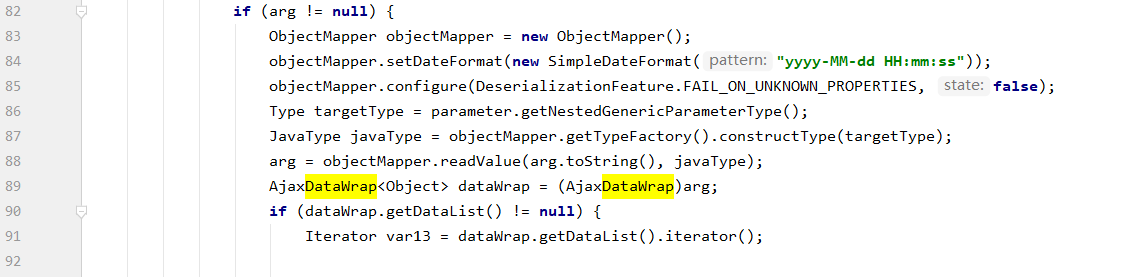 82 if (arg != null) {
83 ObjectMapper objectMapper = new ObjectMapper();
84 objectMapper.setDateFormat(new SimpleDateFormat( pattern: "yyyy-MM-dd HH:mm:ss"));
85 objectMapper.configure(DeserializationFeature.FAIL_ON_UNKNOWN_PROPERTIES, state: false);
86 Type targetType = parameter.getNestedGenericParameterType();
87 JavaType javaType = objectMapper.getTypeFactory().constructType(targetType);
88 arg = objectMapper.readValue(arg.toString(), javaType);
89 AjaxDataWrap<Object> dataWrap = (AjaxDataWrap)arg;
90 if (dataWrap.getDataList() != null) {
91 Iterator var13 = dataWrap.getDataList().iterator();
92